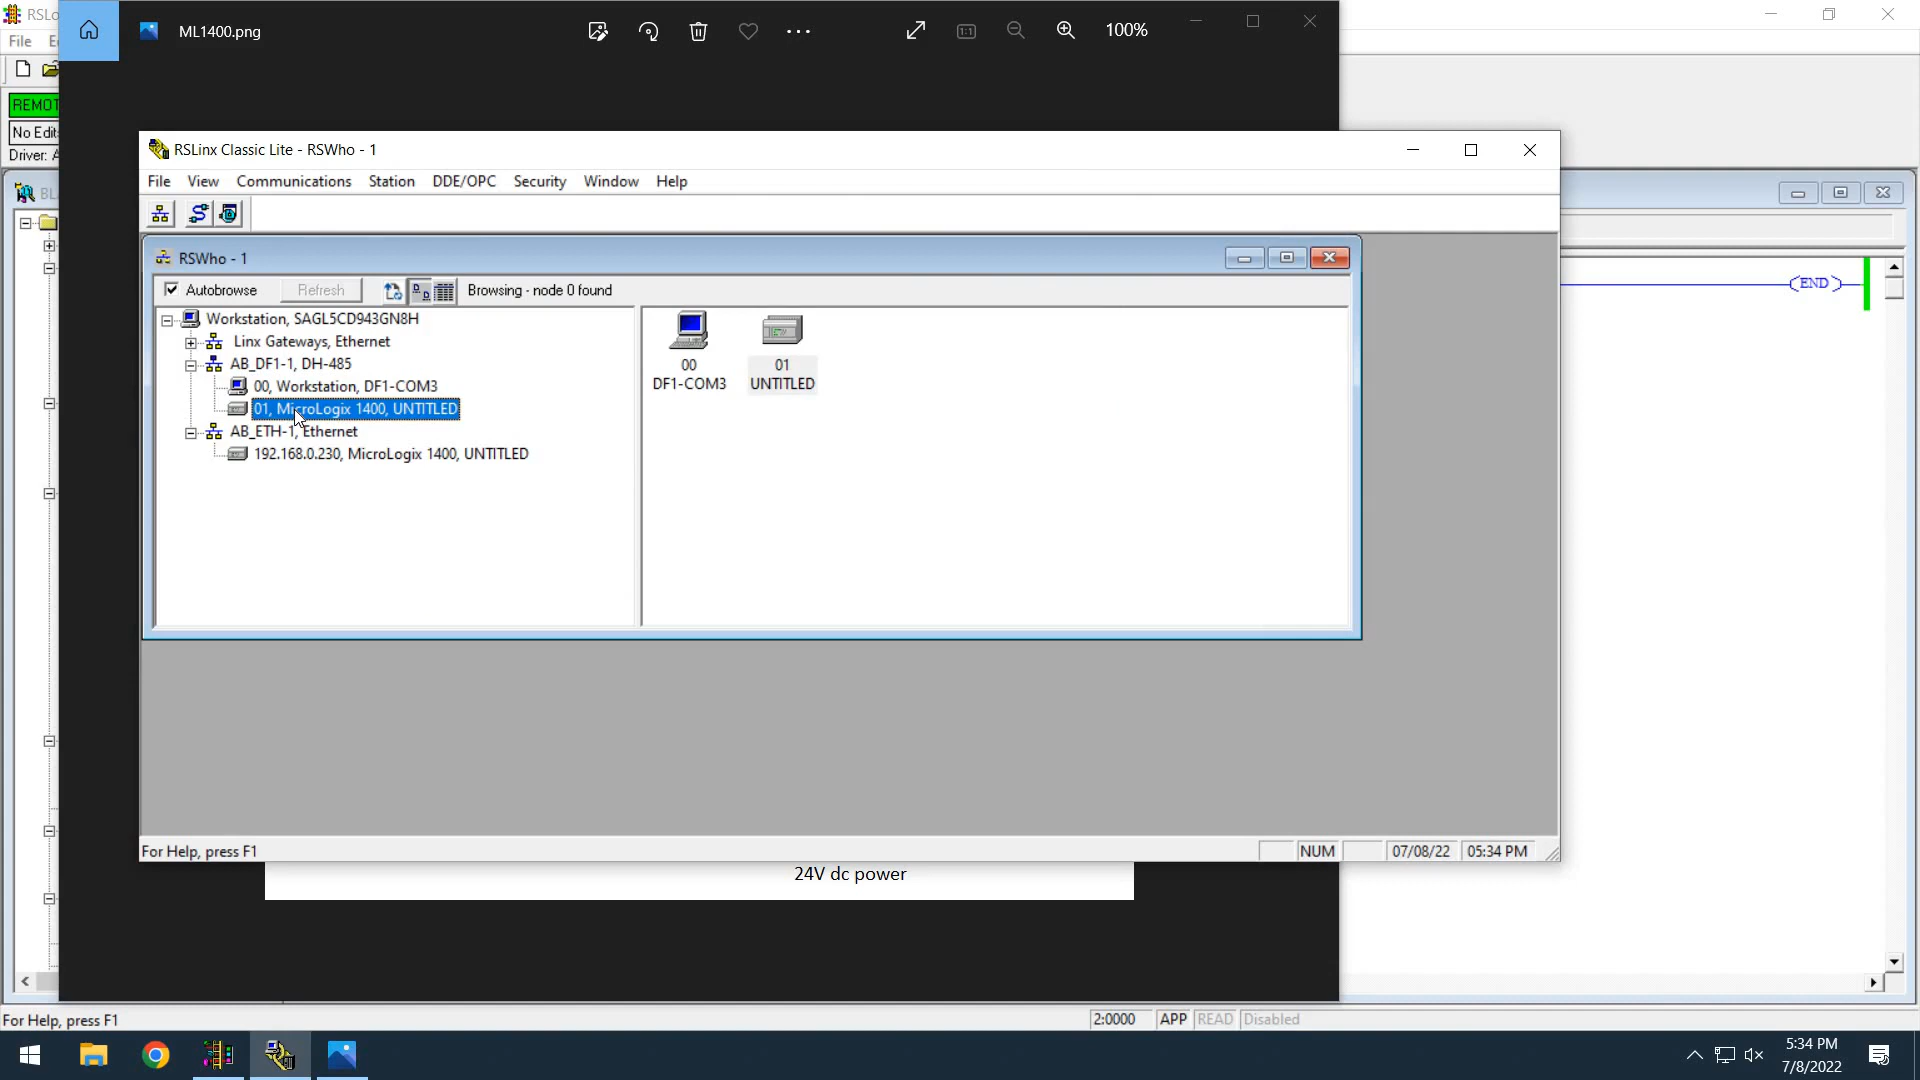 RSLo
ML1400.png
100%
File
REMOT
No Edit
Driver: A
RSLinx Classic Lite - RSWho - 1
File View Communications Station DDE/OPC Security Window Help
RSWho - 1
Autobrowse Refresh Browsing - node 0 found
Workstation, SAGL5CD943GN8H
Linx Gateways, Ethernet
AB_DF1-1, DH-485
00, Workstation, DF1-COM3
01, MicroLogix 1400, UNTITLED
AB_ETH-1, Ethernet
192.168.0.230, MicroLogix 1400, UNTITLED
00
DF1-COM3
01
UNTITLED
END
For Help, press F1
NUM 07/08/22 05:34 PM
24V dc power
For Help, press F1
2:0000 APP READ Disabled
5:34 PM
7/8/2022